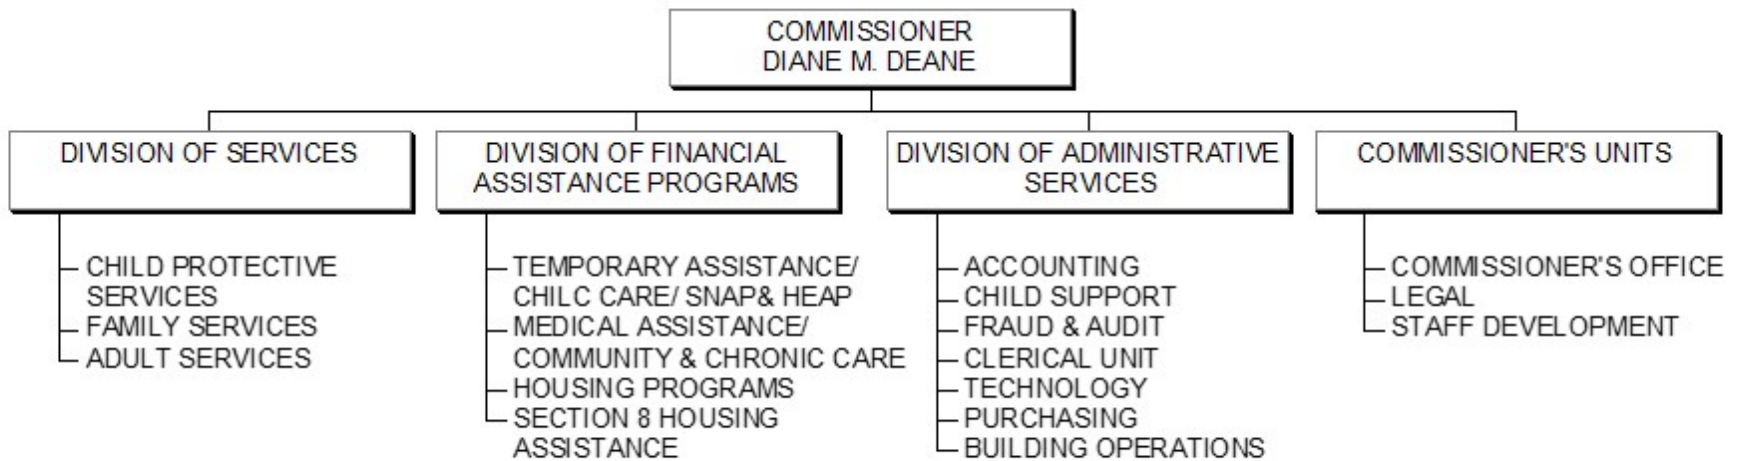 COMMISSIONER
DIANE M. DEANE
DIVISION OF SERVICES
CHILD PROTECTIVE
SERVICES
FAMILY SERVICES
ADULT SERVICES
DIVISION OF FINANCIAL
ASSISTANCE PROGRAMS
TEMPORARY ASSISTANCE/
CHILC CARE/ SNAP& HEAP
MEDICAL ASSISTANCE/
COMMUNITY & CHRONIC CARE
HOUSING PROGRAMS
SECTION 8 HOUSING
ASSISTANCE
DIVISION OF ADMINISTRATIVE
SERVICES
ACCOUNTING
CHILD SUPPORT
FRAUD & AUDIT
CLERICAL UNIT
TECHNOLOGY
PURCHASING
BUILDING OPERATIONS
COMMISSIONER'S UNITS
COMMISSIONER'S OFFICE
LEGAL
STAFF DEVELOPMENT